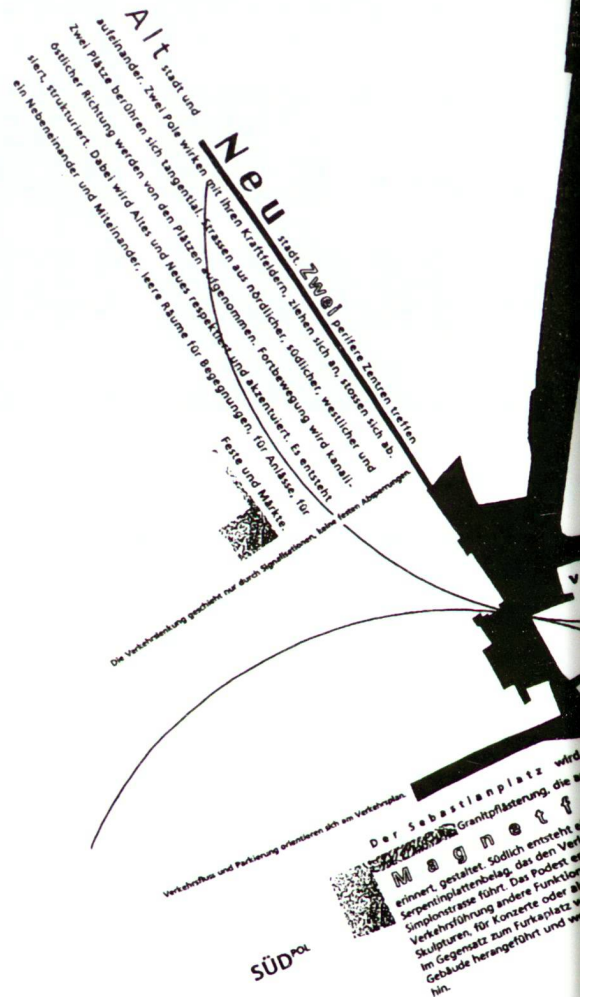 Alt stadt und
Neu stadt. Zwei perifere Zentren treffen
aufeinander. Zwei Pole wirken mit ihren Kraftfeldern, ziehen sich an, stossen sich ab.
Zwei Plätze berühren sich tangential. Strassen aus nördlicher, südlicher, westlicher und
östlicher Richtung werden von den Plätzen aufgenommen. Fortbewegung wird kanali-
siert, strukturiert. Dabei wird Altes und Neues respektiert und akzentuiert. Es entsteht
ein Nebeneinander und Miteinander, leere Räume für Begegnungen, für Anlässe, für
Feste und Märkte.
Die Verkehrslenkung geschieht nur durch Signalisationen, keine festen Absperrungen.
V
Verkehrsfluss und Parkierung orientieren sich am Verkehrsplan.
SÜDPOL
Der Sebastianplatz wird
Granitpflästerung, die a
Magnetf
erinnert, gestaltet. Südlich entsteht e
Serpentinplattenbelag, das den Ver
Simplonstrasse führt. Das Podest er
Verkehrsführung andere Funktion
Skulpturen, für Konzerte oder al
Im Gegensatz zum Furkaplatz w
Gebäude herangeführt und we
hin.